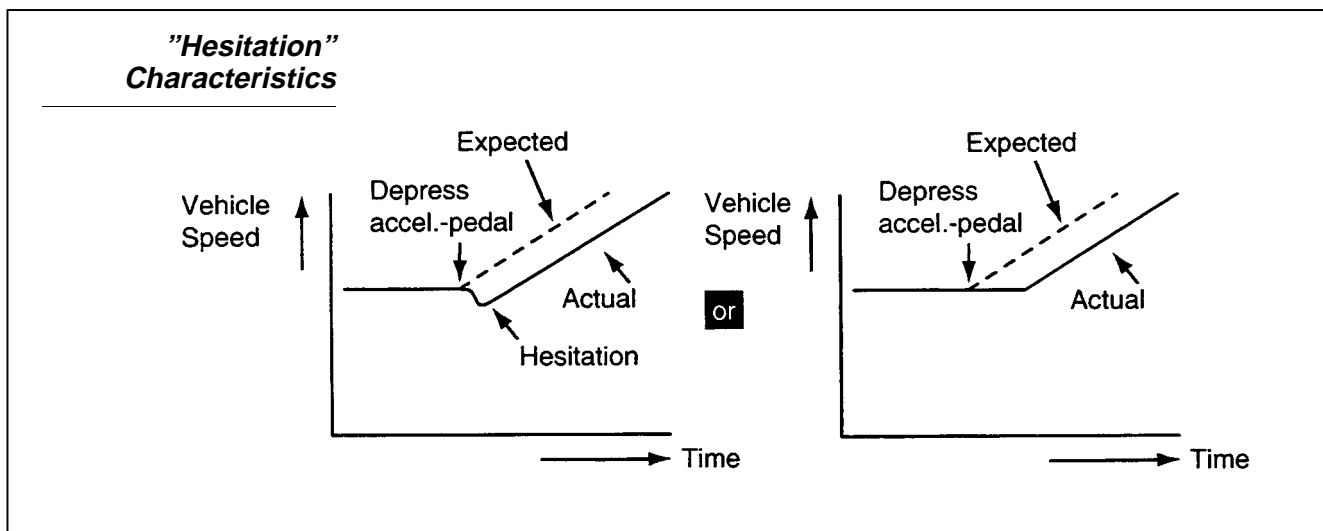 ”Hesitation”
Characteristics
Expected
Depress
accel.-pedal
Vehicle
Speed
Actual
Hesitation
Time
or
Expected
Depress
accel.-pedal
Vehicle
Speed
Actual
Time